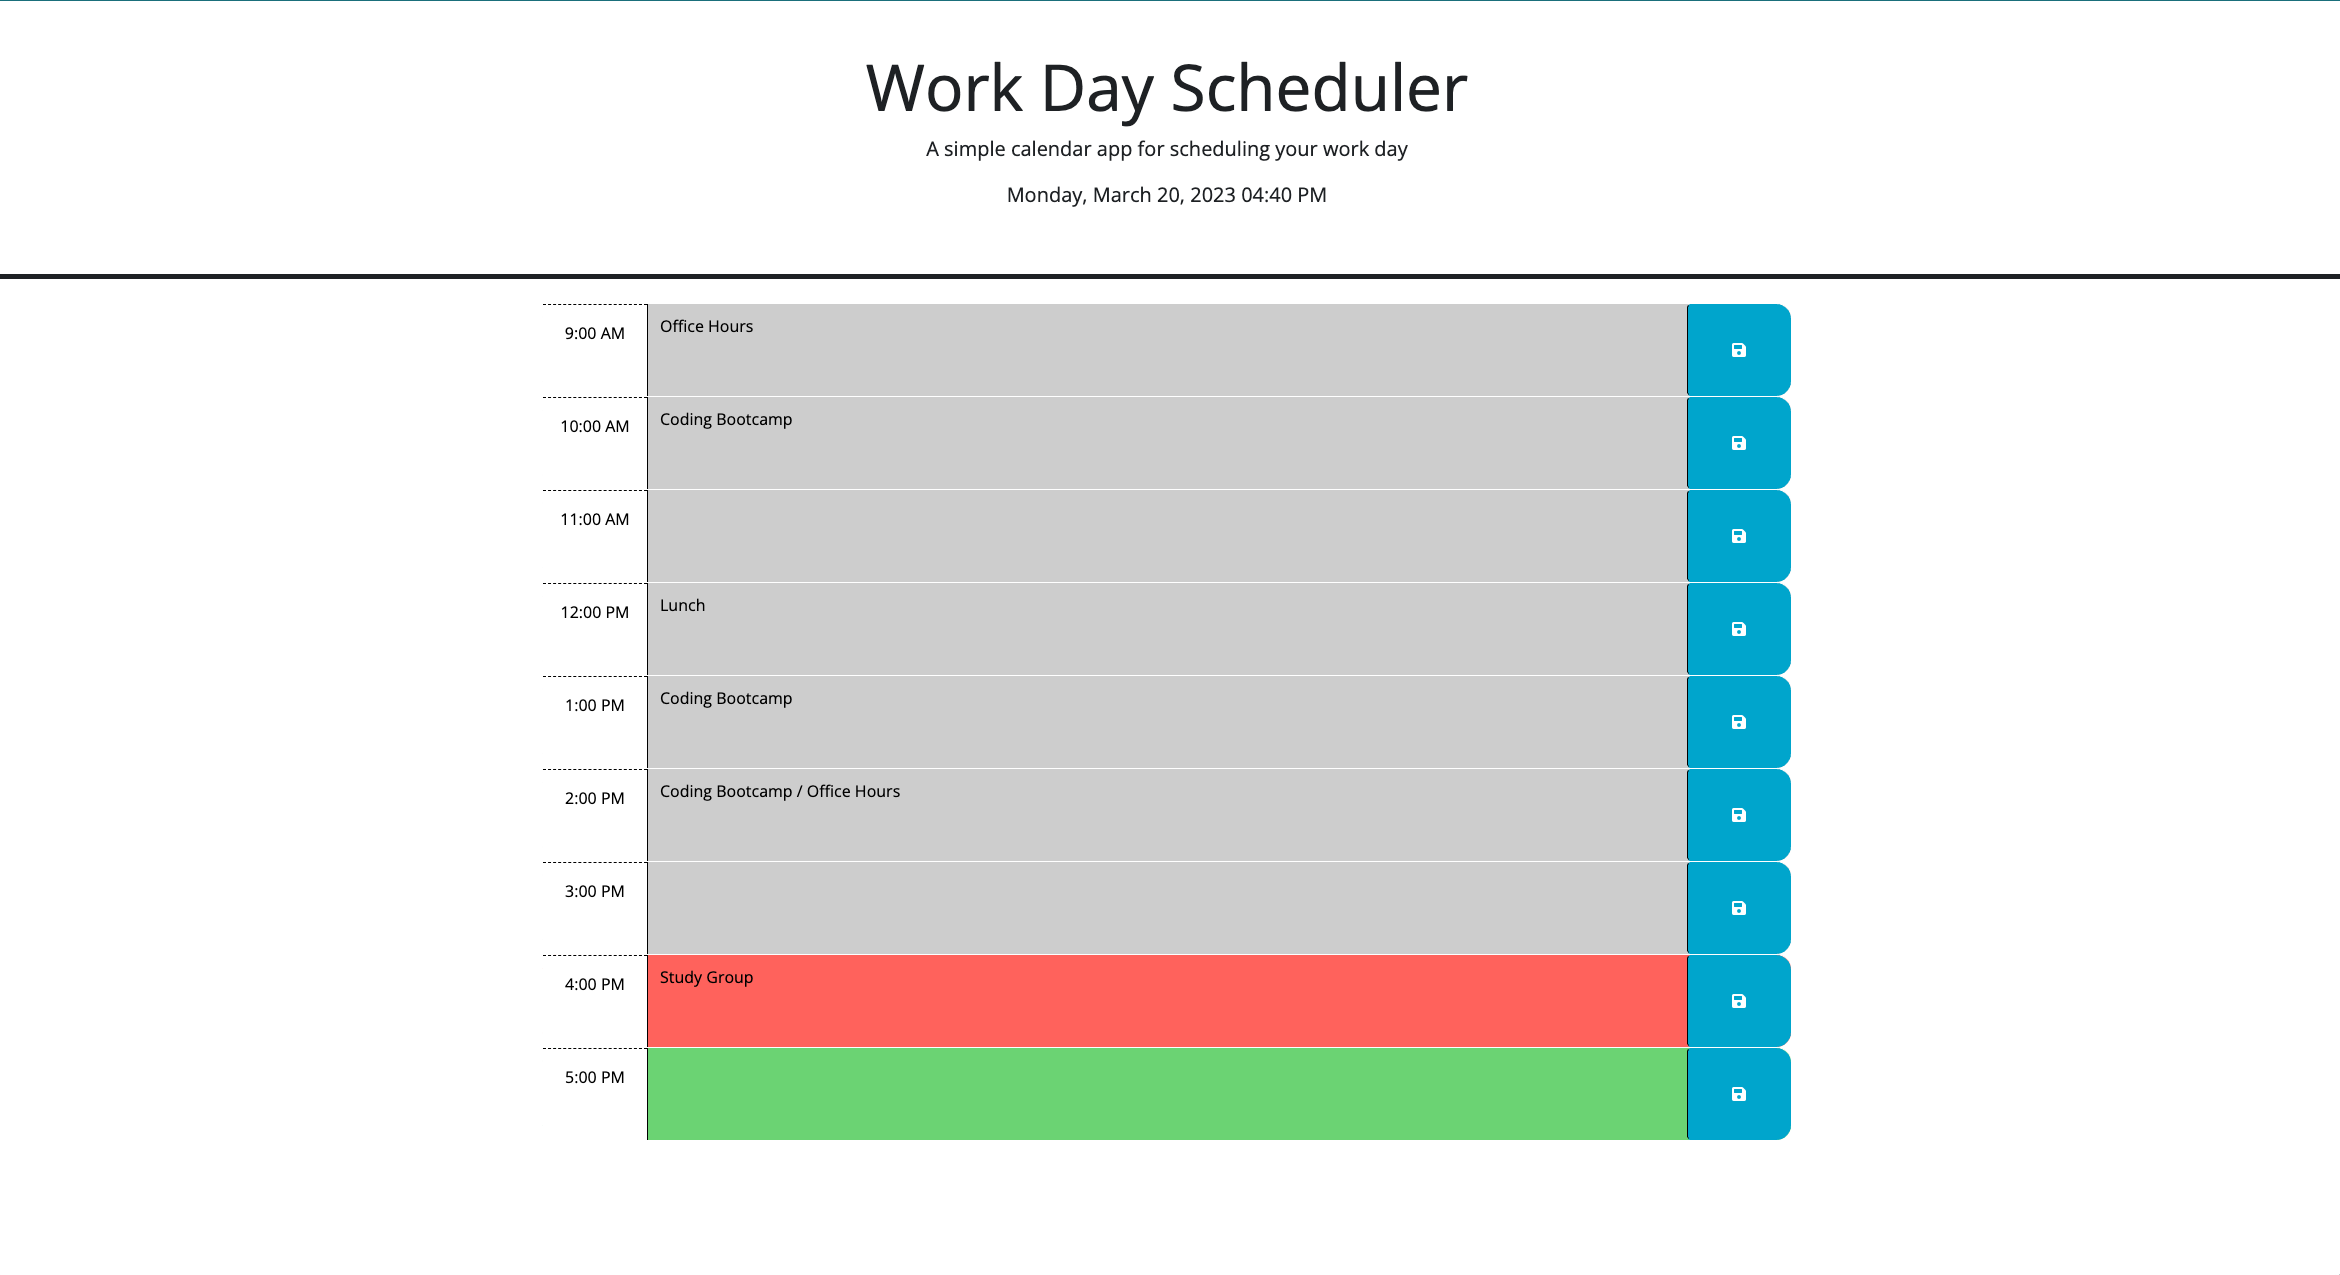 Work Day Scheduler
A simple calendar app for scheduling your work day
Monday, March 20, 2023 04:40 PM
9:00 AM Office Hours
10:00 AM Coding Bootcamp
11:00 AM
12:00 PM Lunch
1:00 PM Coding Bootcamp
2:00 PM Coding Bootcamp / Office Hours
3:00 PM
4:00 PM Study Group
5:00 PM